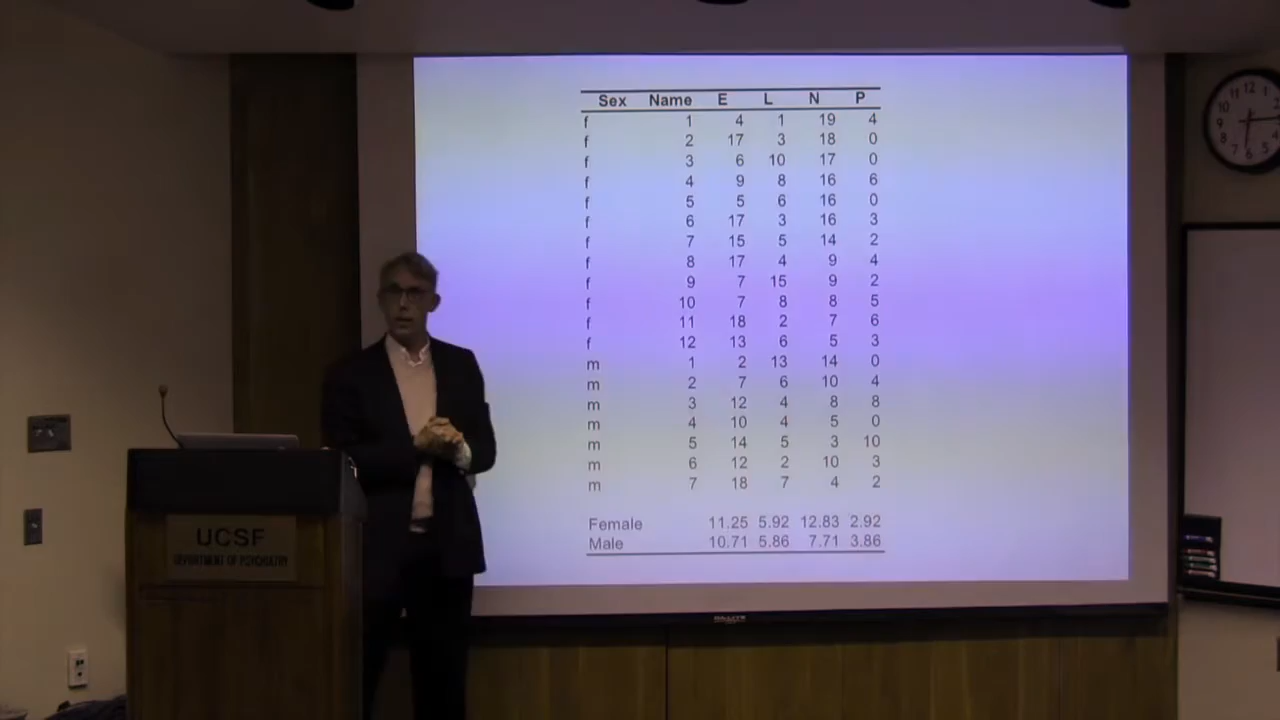 Sex Name E L N P
f 1 4 1 19 4
f 2 17 3 18 0
f 3 6 10 17 0
f 4 9 8 16 6
f 5 5 6 16 0
f 6 17 3 16 3
f 7 15 5 14 2
f 8 17 4 9 4
f 9 7 15 9 2
f 10 7 8 8 5
f 11 18 2 7 6
f 12 13 6 5 3
m 1 2 13 14 0
m 2 7 6 10 4
m 3 12 4 8 8
m 4 10 4 5 0
m 5 14 5 3 10
m 6 12 2 10 3
m 7 18 7 4 2
Female 11.25 5.92 12.83 2.92
Male 10.71 5.86 7.71 3.86
UCSF
DEPARTMENT OF PSYCHIATRY
DA-LITE